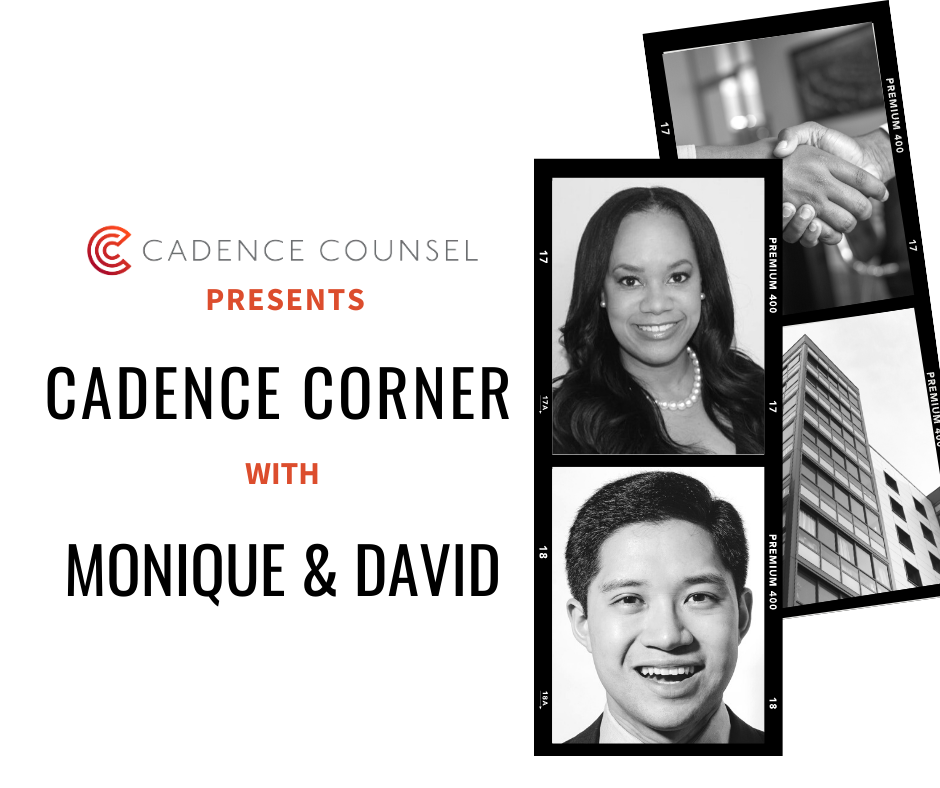 CADENCE COUNSEL
PRESENTS
CADENCE CORNER
WITH
MONIQUE & DAVID
17
PREMIUM 400
17A
17
18
PREMIUM 400
18A
18
17
PREMIUM 400
17
PREMIUM 400